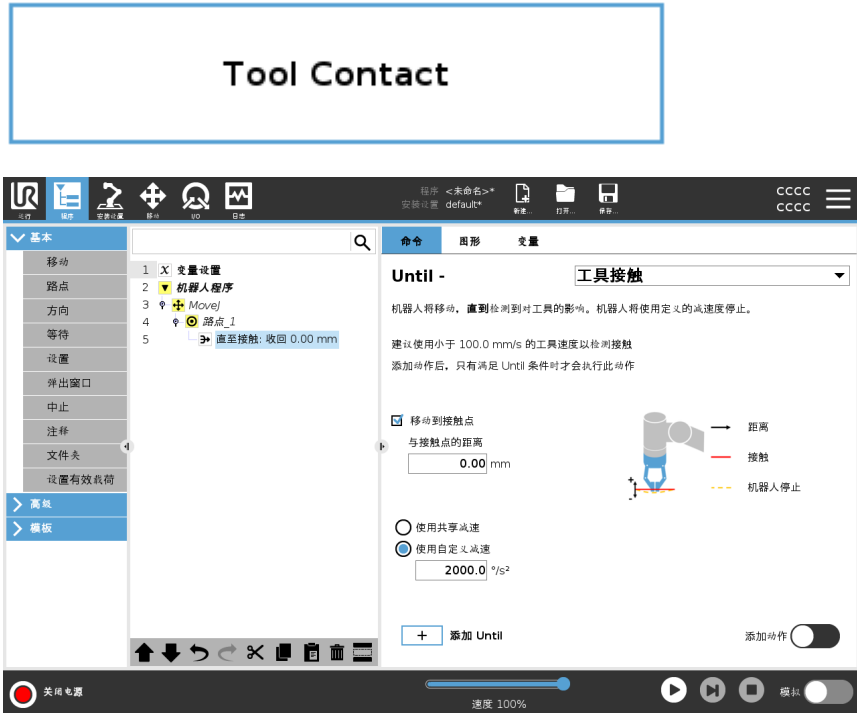 Tool Contact
UR
运行
程序
安装设置
移动
I/O
日志
程序 <未命名>*
安装设置 default*
新建...
打开...
保存...
CCCC
CCCC
基本
移动
路点
方向
等待
设置
弹出窗口
中止
注释
文件夹
设置有效载荷
高级
模板
1 X 变量设置
2 机器人程序
3 MoveJ
4 路点_1
5 直至接触: 收回 0.00 mm
命令 图形 变量
Until - 工具接触
机器人将移动，直到检测到对工具的影响。机器人将使用定义的减速度停止。
建议使用小于 100.0 mm/s 的工具速度以检测接触
添加动作后，只有满足 Until 条件时才会执行此动作
移动到接触点
与接触点的距离
0.00 mm
距离
接触
机器人停止
使用共享减速
使用自定义减速
2000.0 °/s²
+ 添加 Until
添加动作
关闭电源
速度 100%
模拟